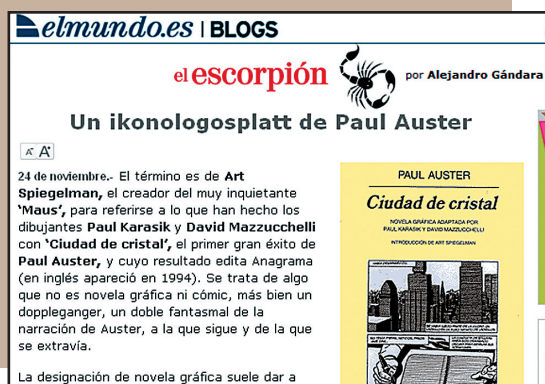 elmundo.es | BLOGS
el escorpión
por Alejandro Gándara
Un ikonologosplatt de Paul Auster
A A
24 de noviembre.- El término es de Art
Spiegelman, el creador del muy inquietante
'Maus', para referirse a lo que han hecho los
dibujantes Paul Karasik y David Mazzucchelli
con 'Ciudad de cristal', el primer gran éxito de
Paul Auster, y cuyo resultado edita Anagrama
(en inglés apareció en 1994). Se trata de algo
que no es novela gráfica ni cómic, más bien un
doppleganger, un doble fantasmal de la
narración de Auster, a la que sigue y de la que
se extravía.
La designación de novela gráfica suele dar a
PAUL AUSTER
Ciudad de cristal
NOVELA GRÁFICA ADAPTADA POR
PAUL KARASIK Y DAVID MAZZUCCHELLI
INTRODUCCIÓN DE ART SPIEGELMAN